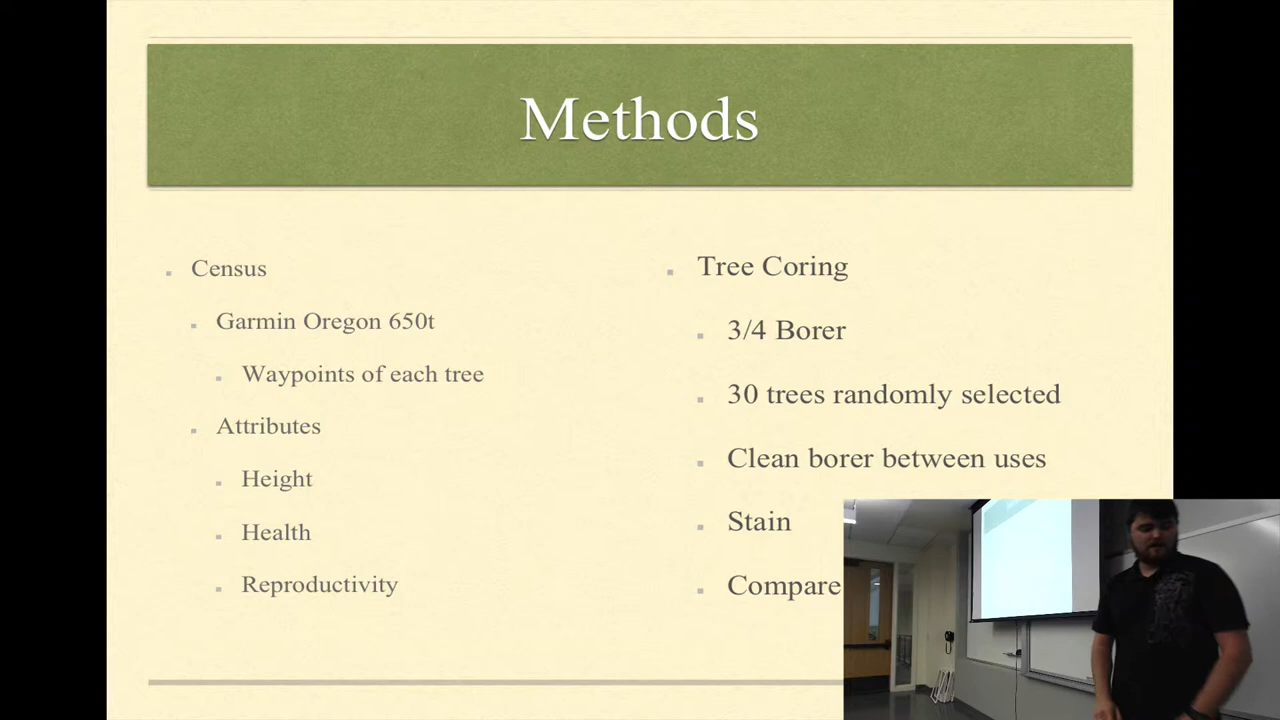 Methods
Census
Garmin Oregon 650t
Waypoints of each tree
Attributes
Height
Health
Reproductivity
Tree Coring
3/4 Borer
30 trees randomly selected
Clean borer between uses
Stain
Compare